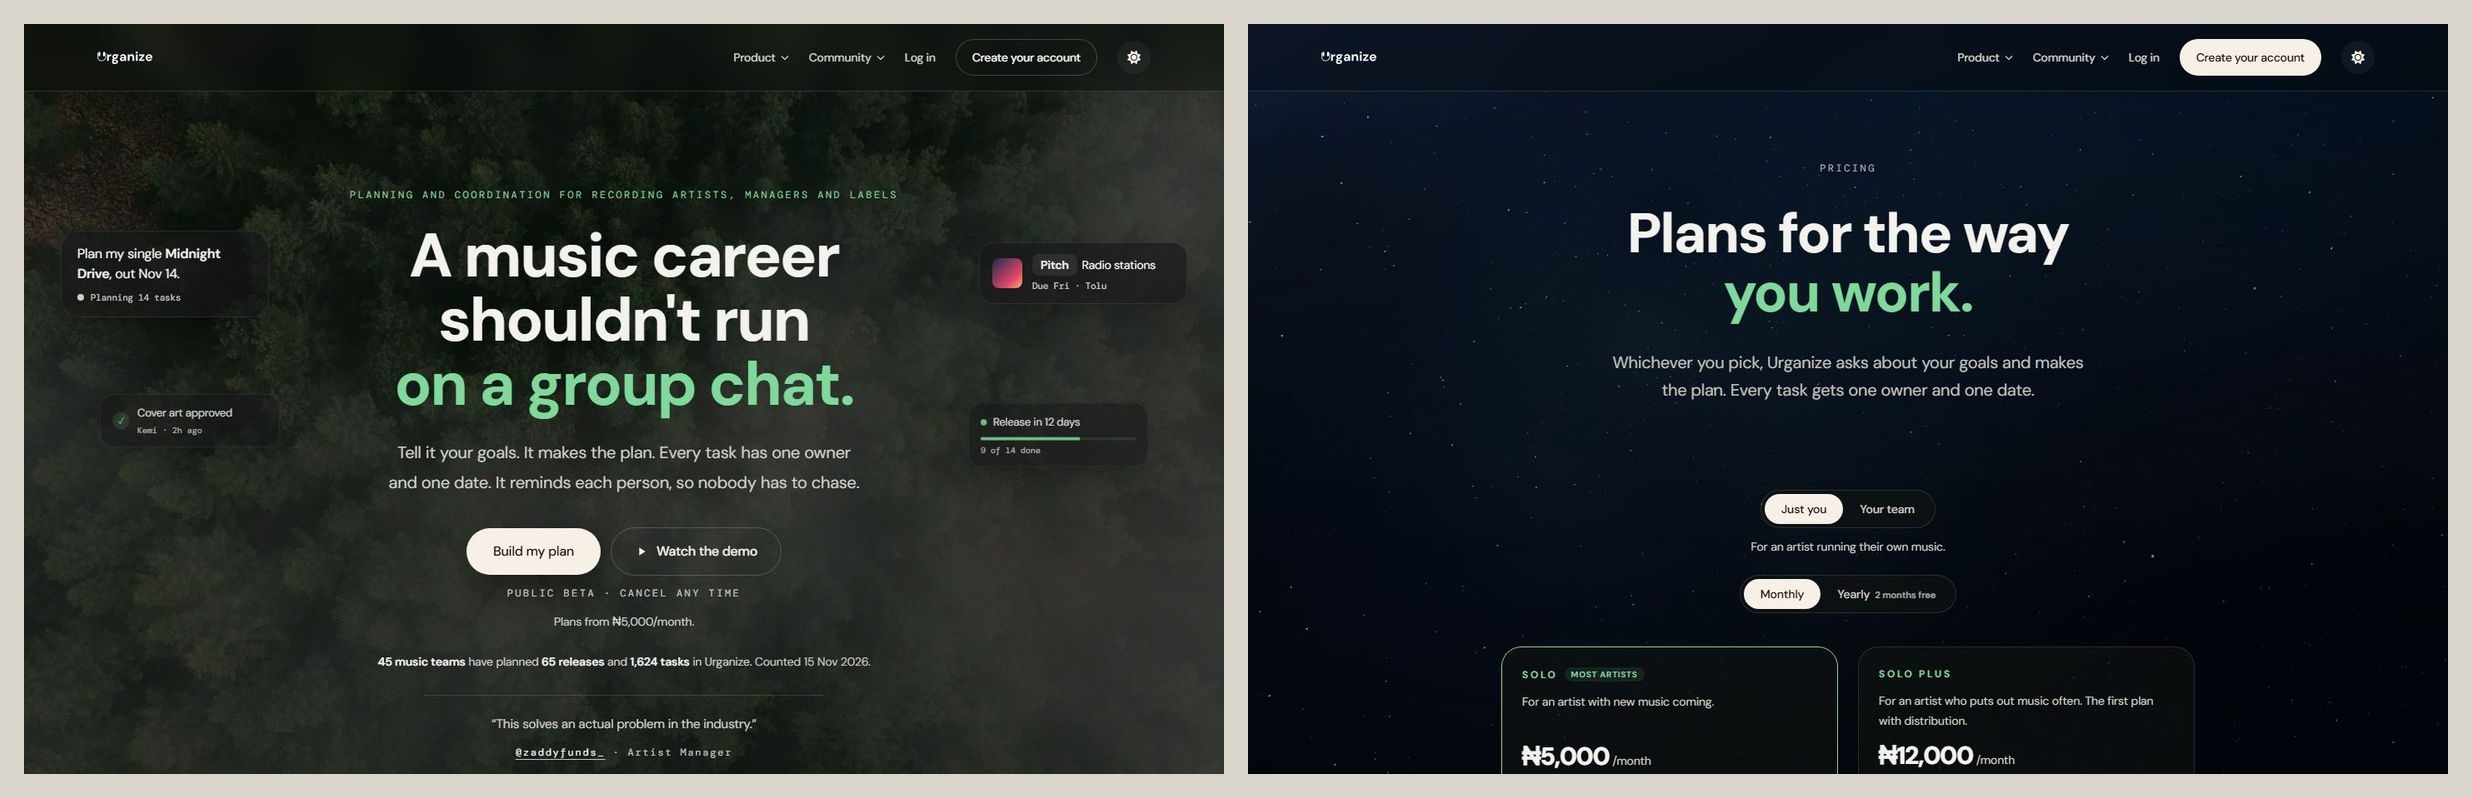 Urganize
Product
Community
Log in
Create your account
PLANNING AND COORDINATION FOR RECORDING ARTISTS, MANAGERS AND LABELS
A music career
shouldn't run
on a group chat.
Plan my single Midnight
Drive, out Nov 14.
Planning 14 tasks
Cover art approved
Kemi · 2h ago
Pitch Radio stations
Due Fri · Tolu
Release in 12 days
9 of 14 done
Tell it your goals. It makes the plan. Every task has one owner
and one date. It reminds each person, so nobody has to chase.
Build my plan
Watch the demo
PUBLIC BETA · CANCEL ANY TIME
Plans from ₦5,000/month.
45 music teams have planned 65 releases and 1,624 tasks in Urganize. Counted 15 Nov 2026.
“This solves an actual problem in the industry.”
@zaddyfunds_ · Artist Manager
Urganize
Product
Community
Log in
Create your account
PRICING
Plans for the way
you work.
Whichever you pick, Urganize asks about your goals and makes
the plan. Every task gets one owner and one date.
Just you
Your team
For an artist running their own music.
Monthly
Yearly 2 months free
SOLO MOST ARTISTS
For an artist with new music coming.
₦5,000 /month
SOLO PLUS
For an artist who puts out music often. The first plan
with distribution.
₦12,000 /month